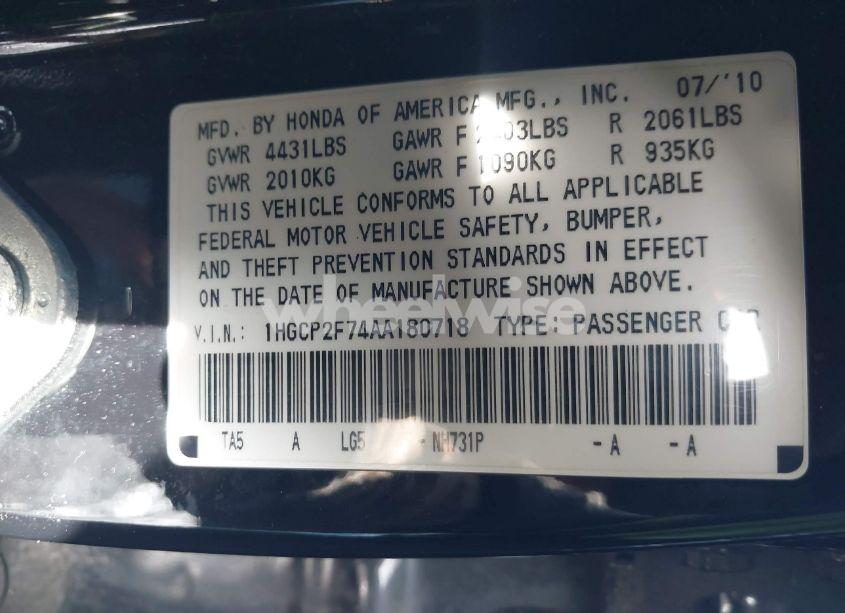 MFD. BY HONDA OF AMERICA MFG., INC. 07/'10
GVWR 4431LBS GAWR F 2403LBS R 2061LBS
GVWR 2010KG GAWR F 1090KG R 935KG
THIS VEHICLE CONFORMS TO ALL APPLICABLE
FEDERAL MOTOR VEHICLE SAFETY, BUMPER,
AND THEFT PREVENTION STANDARDS IN EFFECT
ON THE DATE OF MANUFACTURE SHOWN ABOVE.
wheelwise
V.I.N.: 1HGCP2F74AA180718 TYPE: PASSENGER CAR
TA5 A LG5 - NH731P - A - A